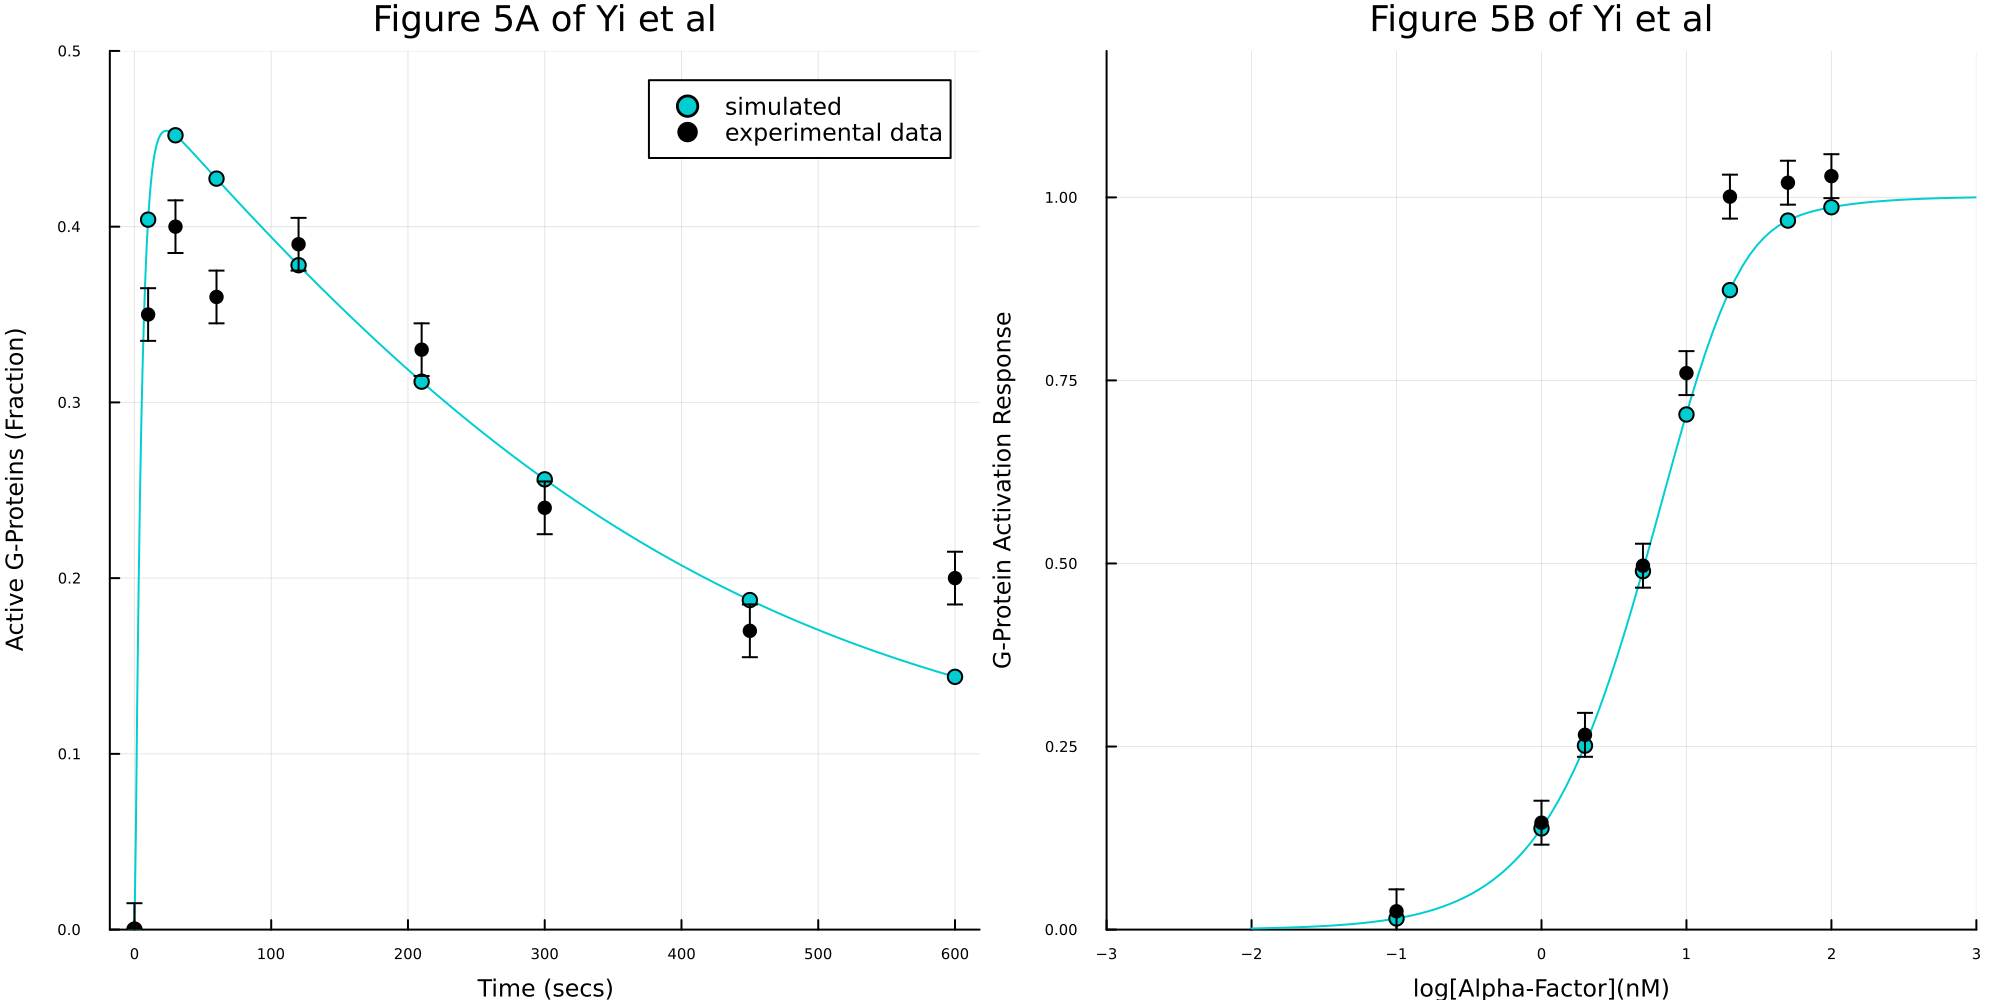 Figure 5A of Yi et al
0.5
0.4
0.3
0.2
0.1
0.0
Active G-Proteins (Fraction)
simulated
experimental data
0 100 200 300 400 500 600
Time (secs)
Figure 5B of Yi et al
1.00
0.75
0.50
0.25
0.00
G-Protein Activation Response
−3 −2 −1 0 1 2 3
log[Alpha-Factor](nM)